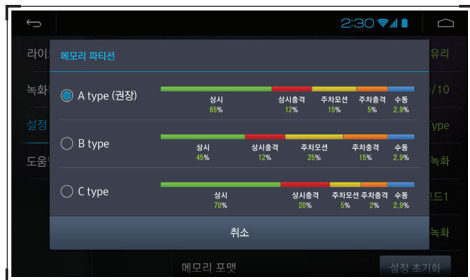 2:30
라이
유리
메모리 파티션
녹화
A type (권장)
상시 상시충격 주차모션 주차충격 수동
65% 12% 15% 5% 2.9%
/10
설정
B type
상시 상시충격 주차모션 주차충격 수동
45% 12% 25% 15% 2.9%
ype
도움
녹화
C type
상시 상시충격 주차모션 주차충격 수동
70% 20% 5% 2% 2.9%
드1
취소
녹화
메모리 포맷
설정 초기화